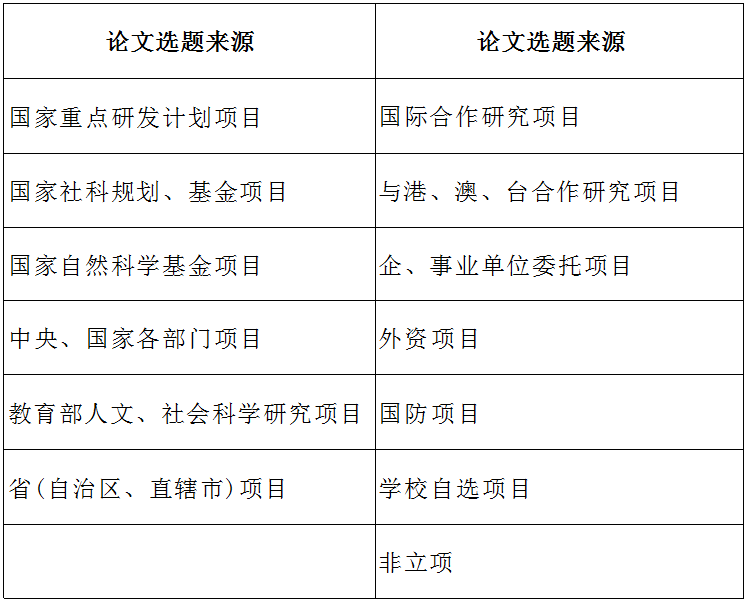 论文选题来源 论文选题来源
国家重点研发计划项目 国际合作研究项目
国家社科规划、基金项目 与港、澳、台合作研究项目
国家自然科学基金项目 企、事业单位委托项目
中央、国家各部门项目 外资项目
教育部人文、社会科学研究项目 国防项目
省(自治区、直辖市)项目 学校自选项目
非立项